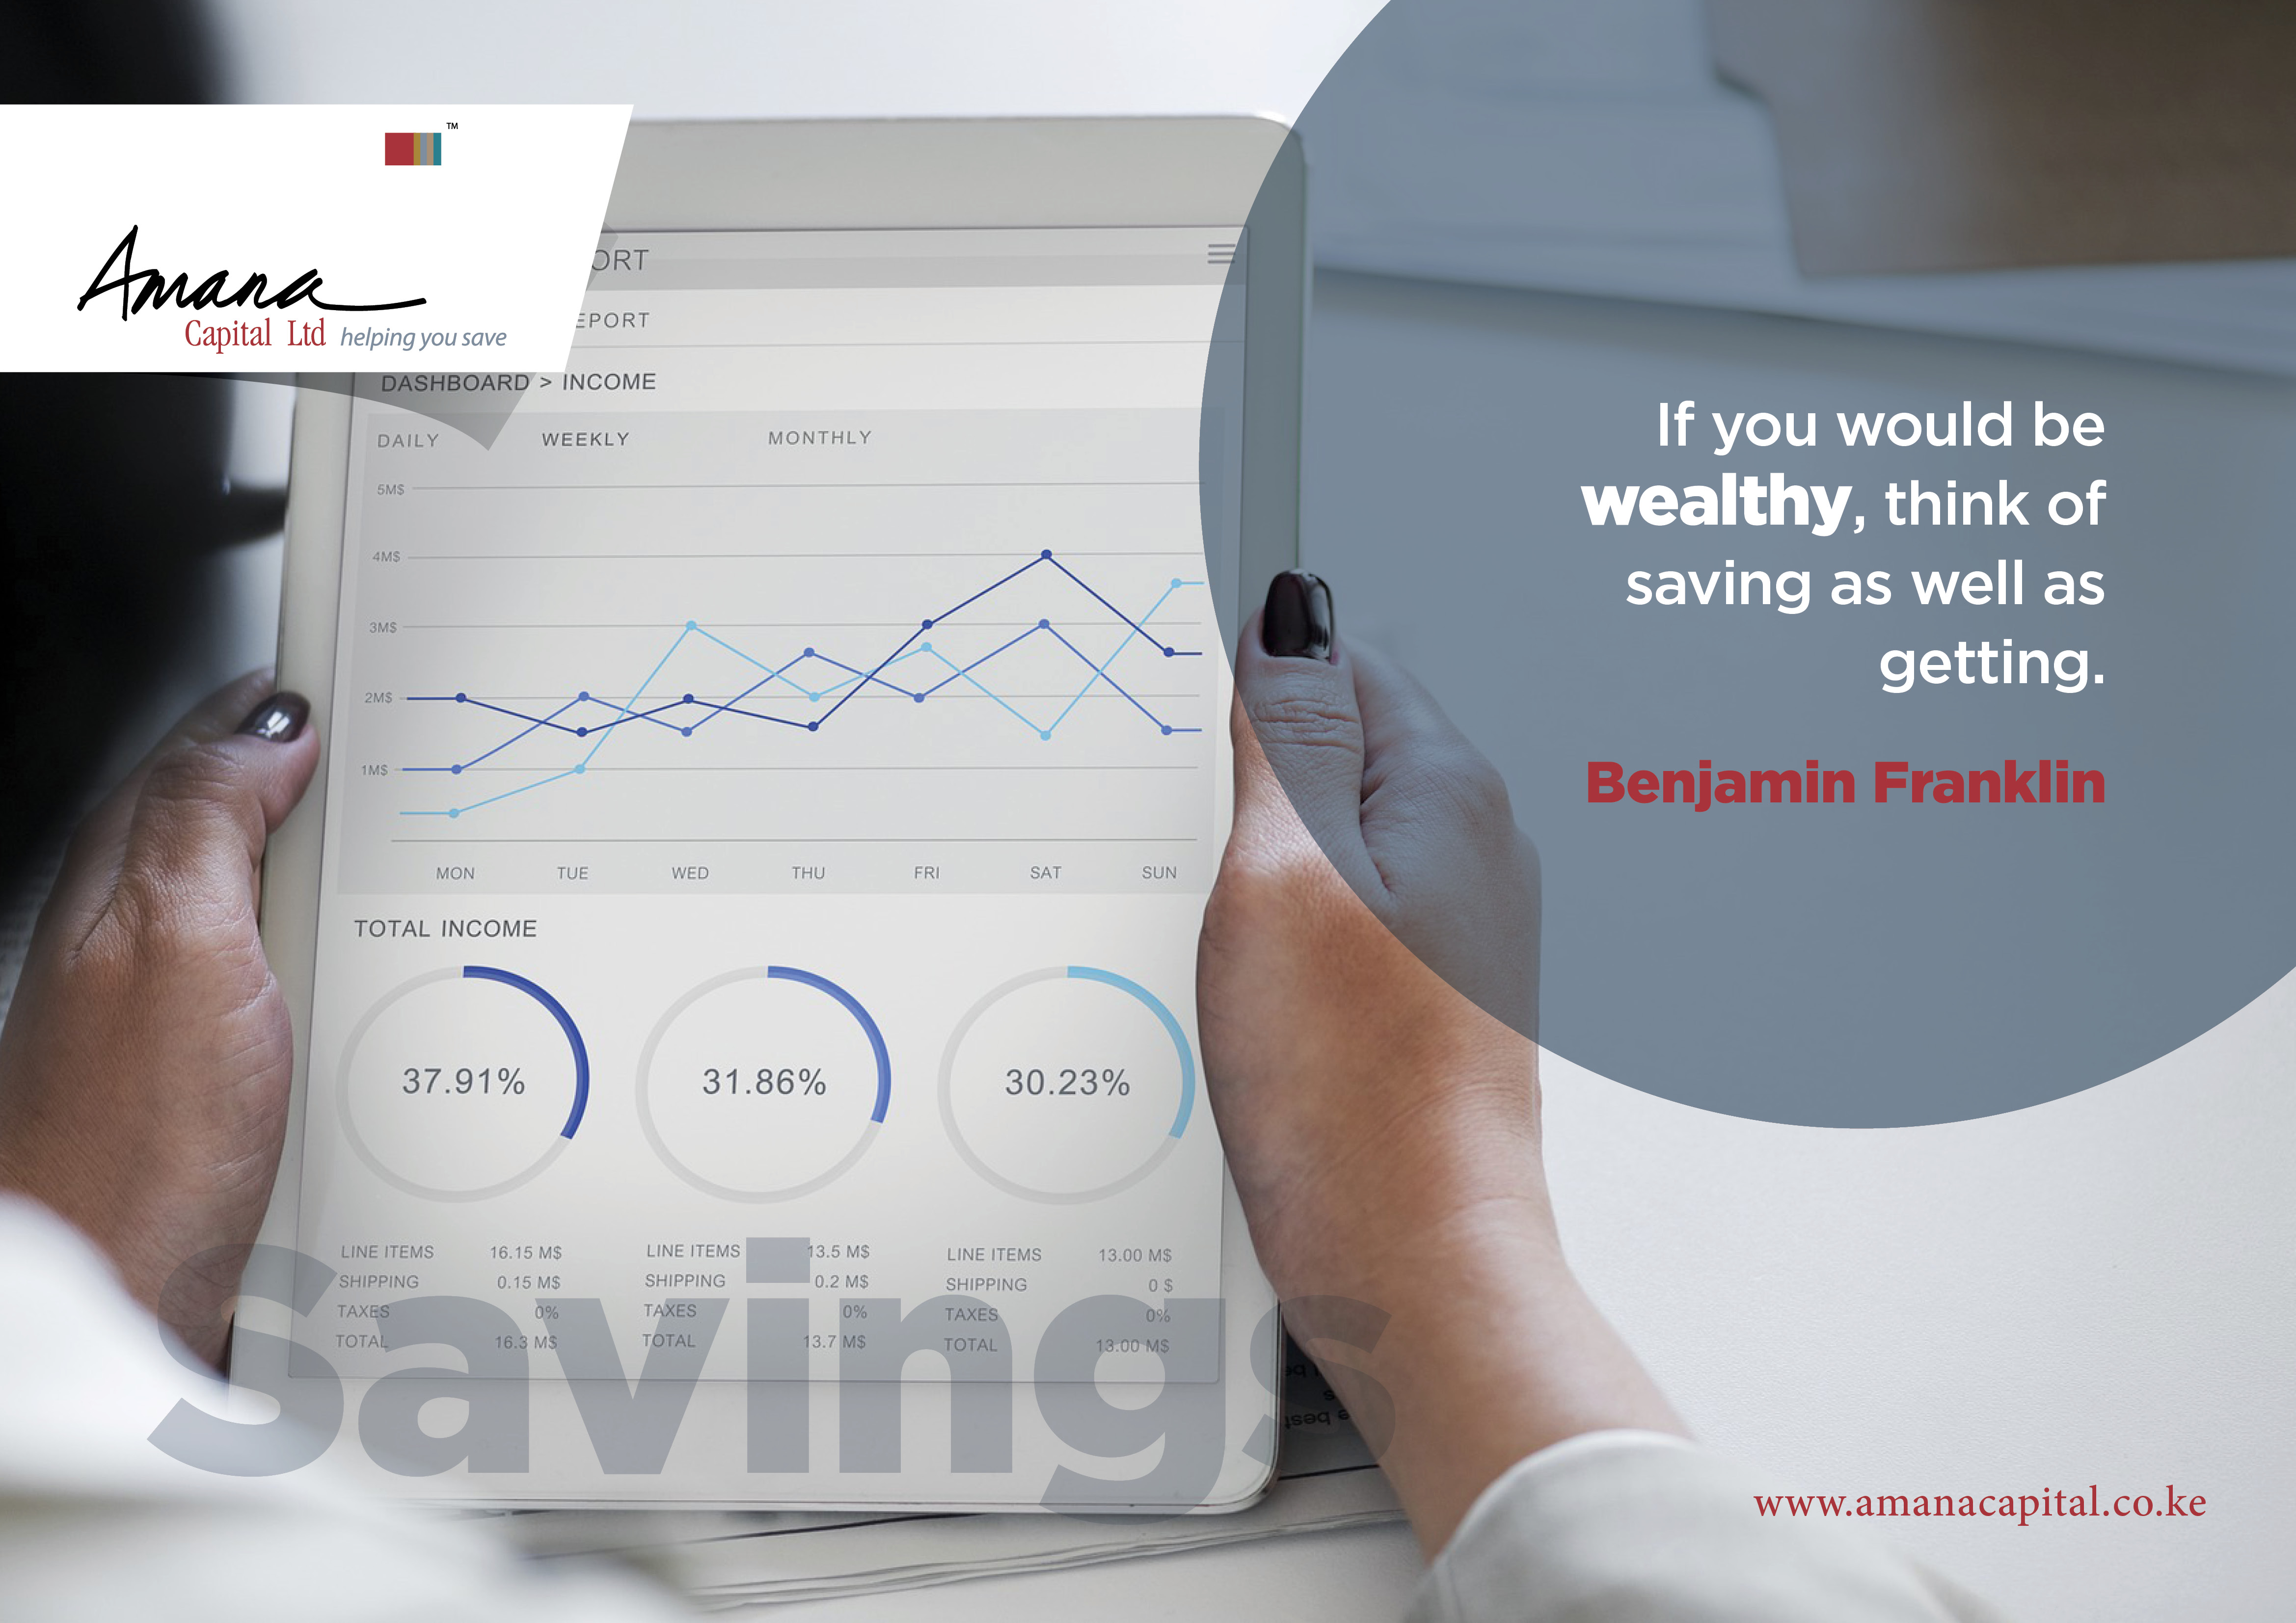 ™
Amana
Capital Ltd helping you save
ORT
EPORT
DASHBOARD > INCOME
DAILY WEEKLY MONTHLY
5M$
4M$
3M$
2M$
1M$
MON TUE WED THU FRI SAT SUN
TOTAL INCOME
37.91% 31.86% 30.23%
LINE ITEMS 16.15 M$ LINE ITEMS 13.5 M$ LINE ITEMS 13.00 M$
SHIPPING 0.15 M$ SHIPPING 0.2 M$ SHIPPING 0 $
TAXES 0% TAXES 0% TAXES 0%
TOTAL 16.3 M$ TOTAL 13.7 M$ TOTAL 13.00 M$
Savings
If you would be
wealthy, think of
saving as well as
getting.
Benjamin Franklin
www.amanacapital.co.ke